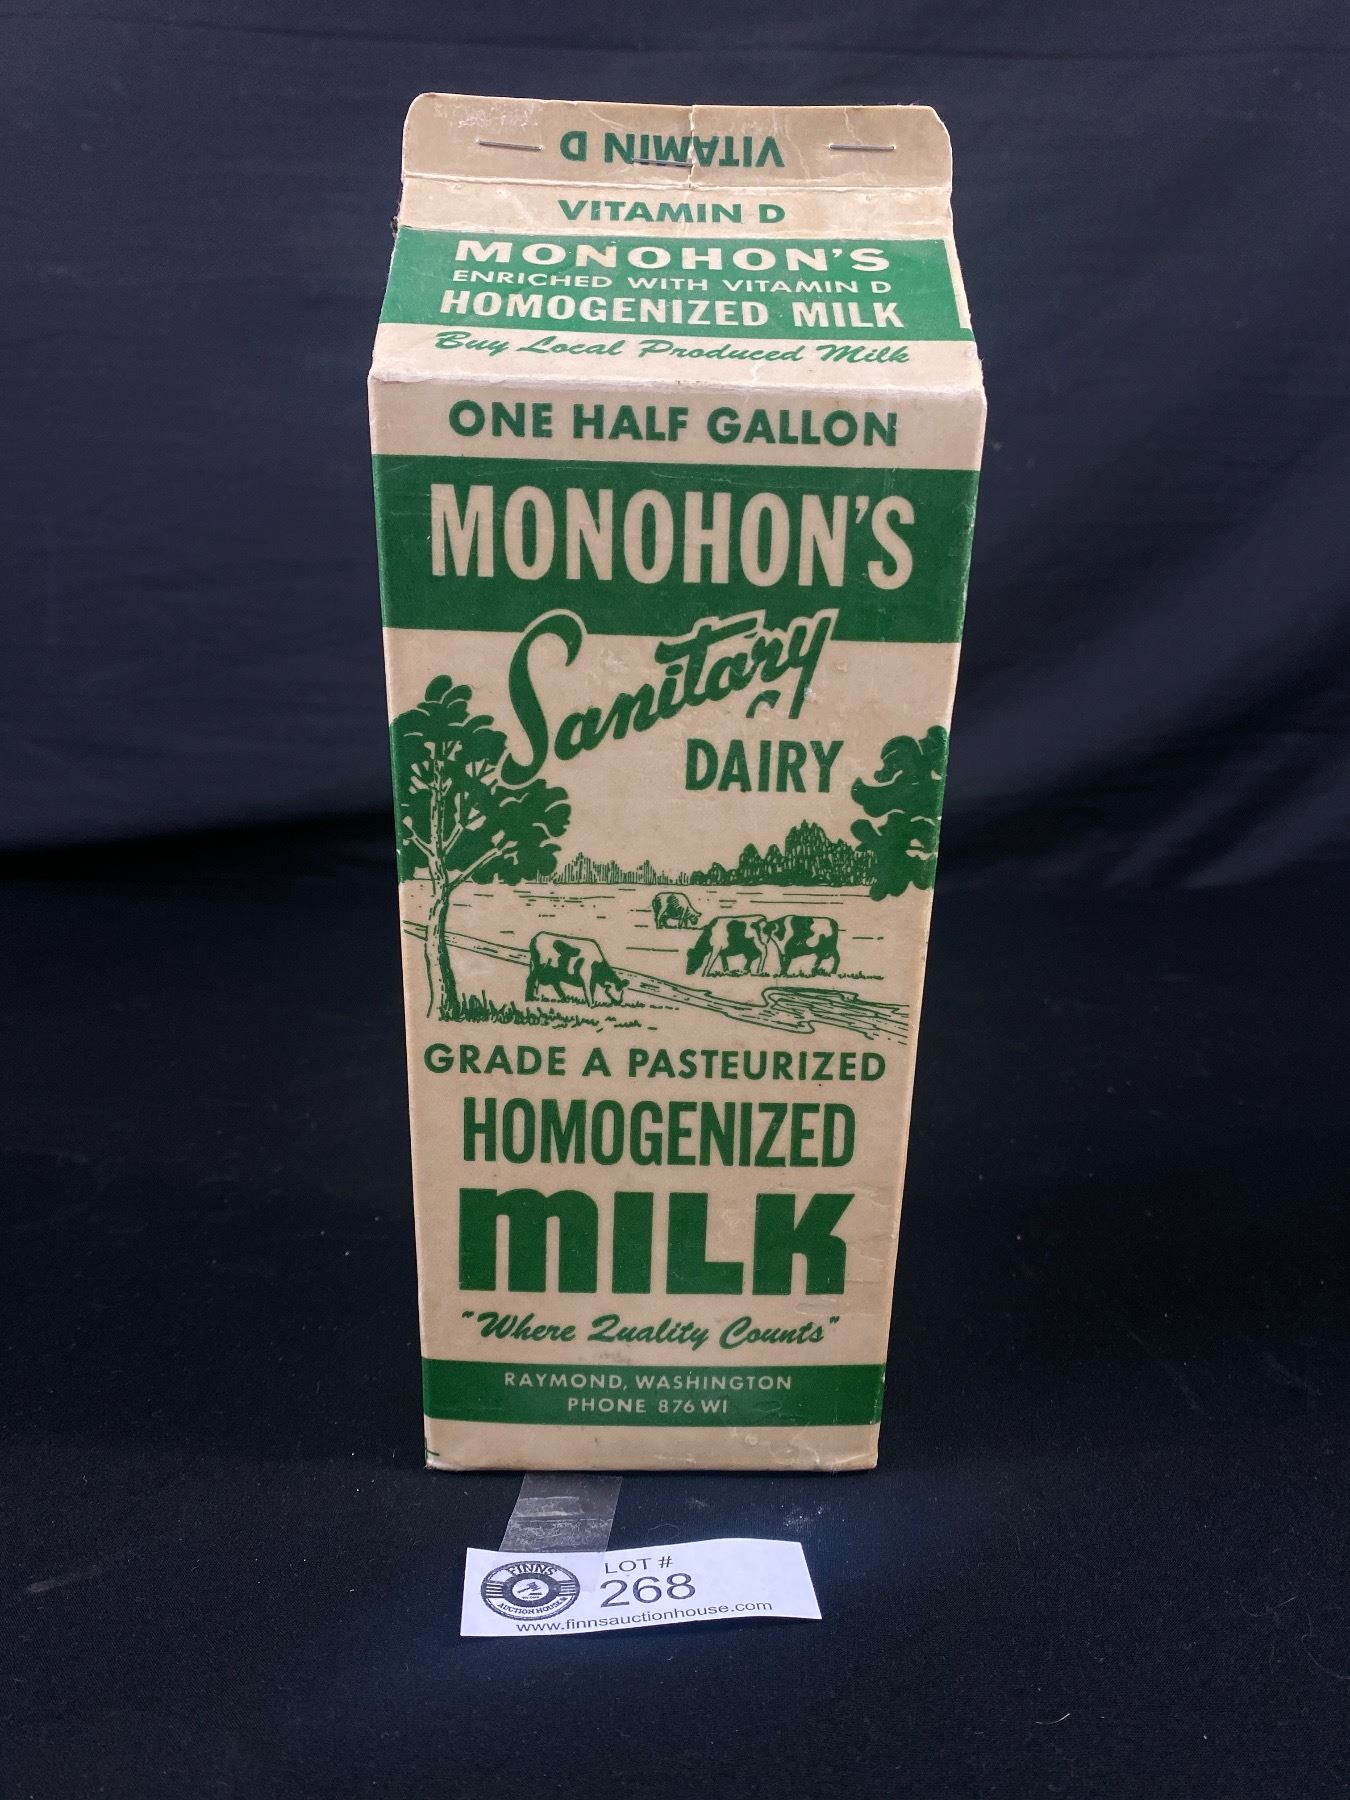 VITAMIN D
VITAMIN D
MONOHON'S
ENRICHED WITH VITAMIN D
HOMOGENIZED MILK
Buy Local Produced Milk
ONE HALF GALLON
MONOHON'S
Sanitary
DAIRY
GRADE A PASTEURIZED
HOMOGENIZED
MILK
"Where Quality Counts"
RAYMOND, WASHINGTON
PHONE 876 WI
FINNS
AUCTION HOUSE
LOT #
268
www.finnsauctionhouse.com